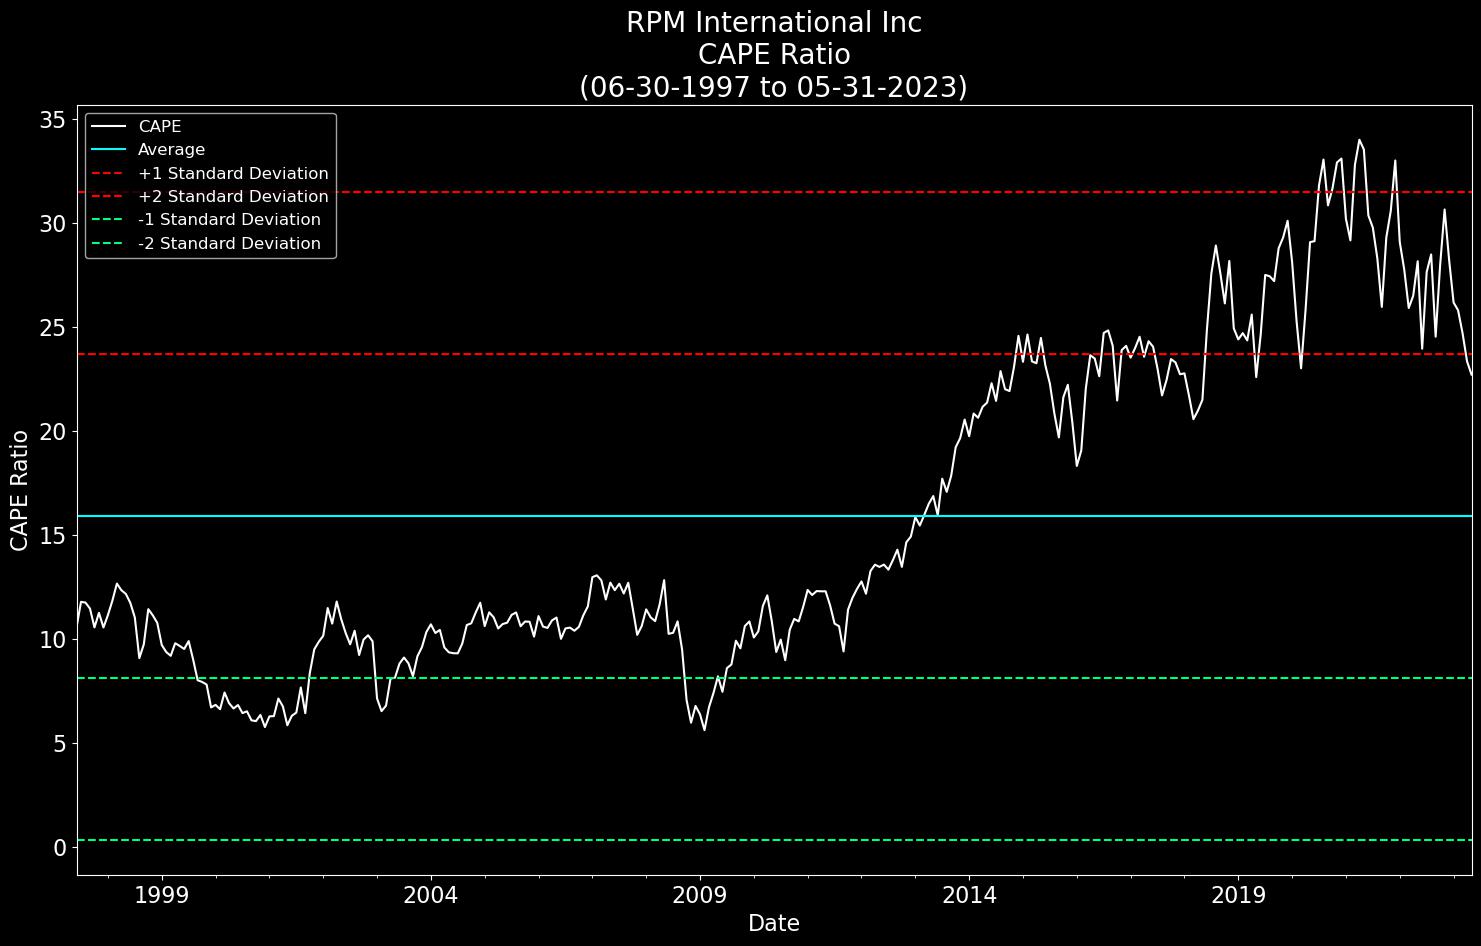 RPM International Inc
CAPE Ratio
(06-30-1997 to 05-31-2023)
35
30
25
20
15
10
5
0
CAPE Ratio
CAPE
Average
+1 Standard Deviation
+2 Standard Deviation
-1 Standard Deviation
-2 Standard Deviation
1999 2004 2009 2014 2019
Date